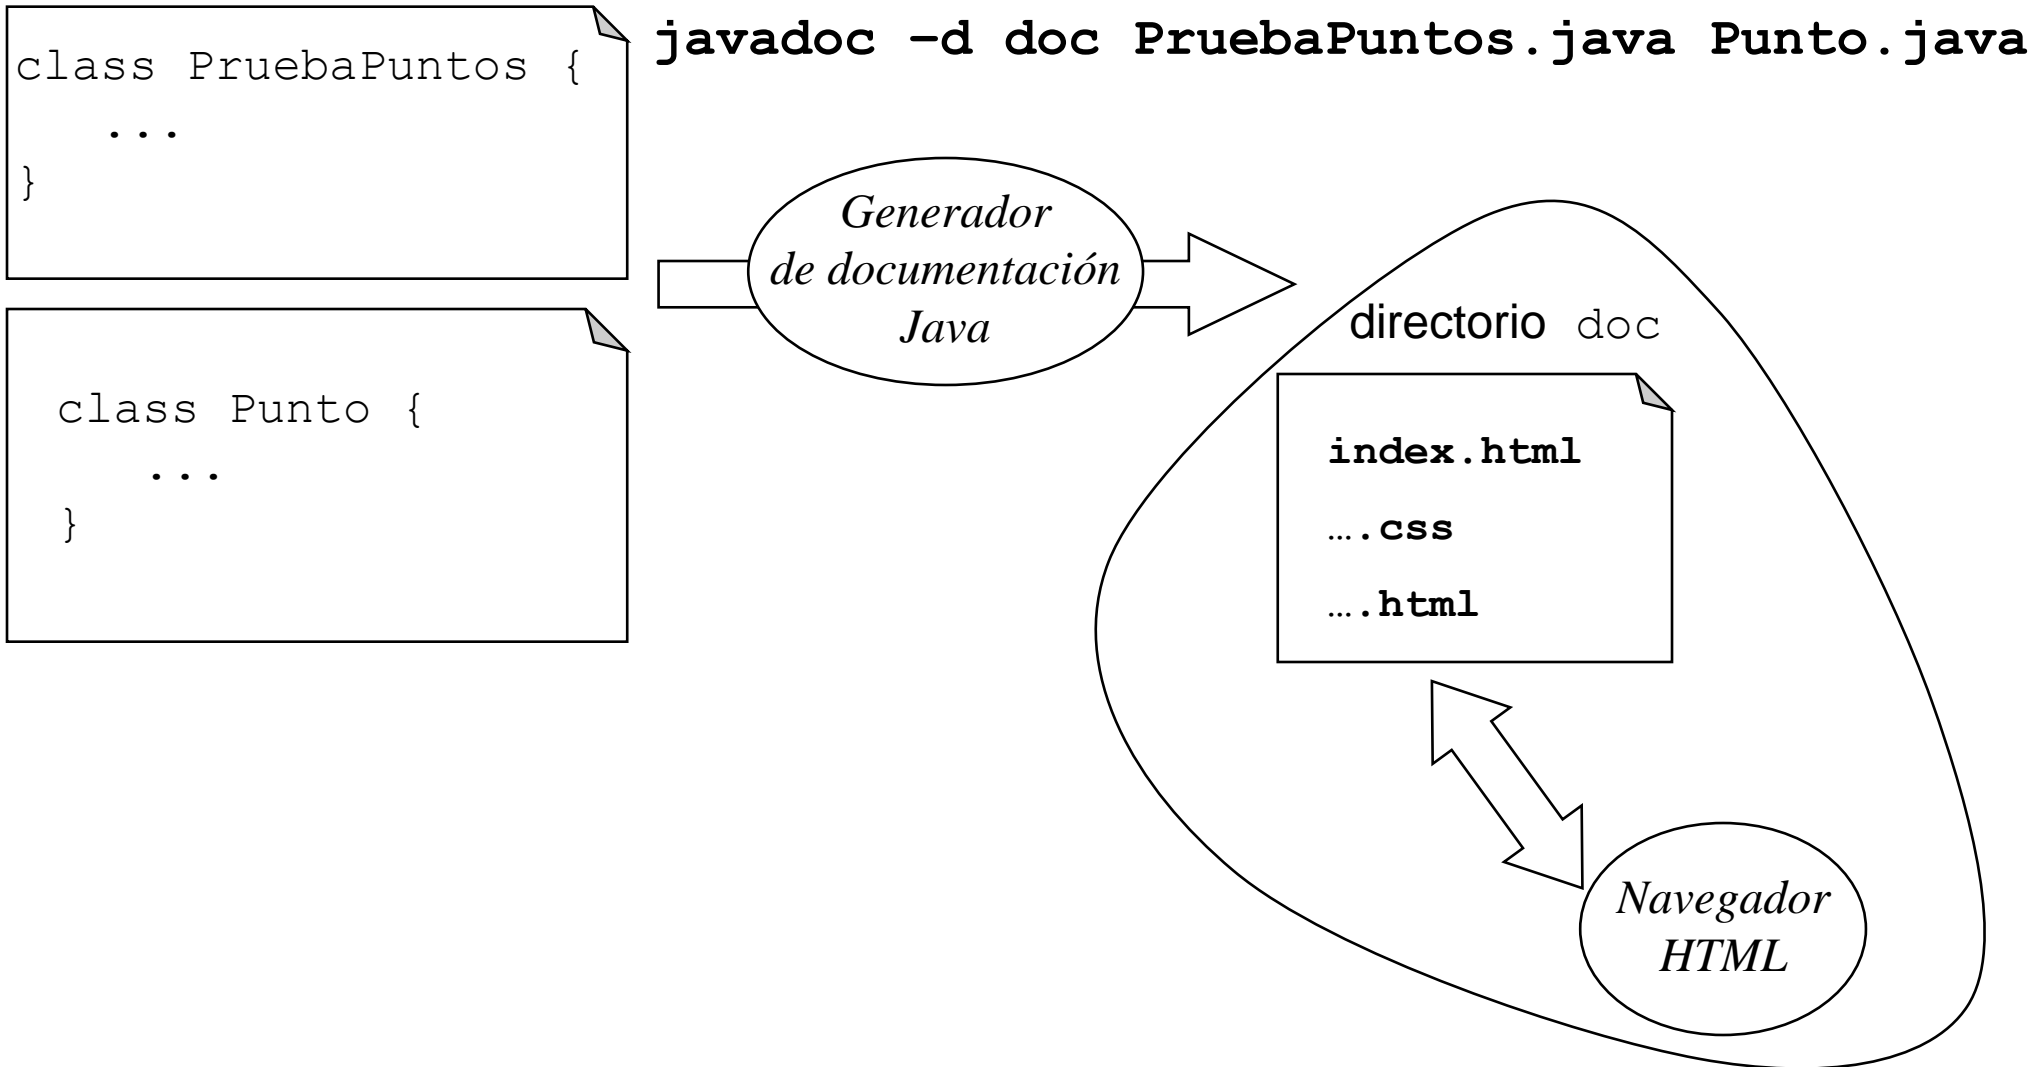 javadoc –d doc PruebaPuntos.java Punto.java
class PruebaPuntos {
...
}
class Punto {
...
}
Generador
de documentación
Java
directorio doc
index.html
….css
….html
Navegador
HTML